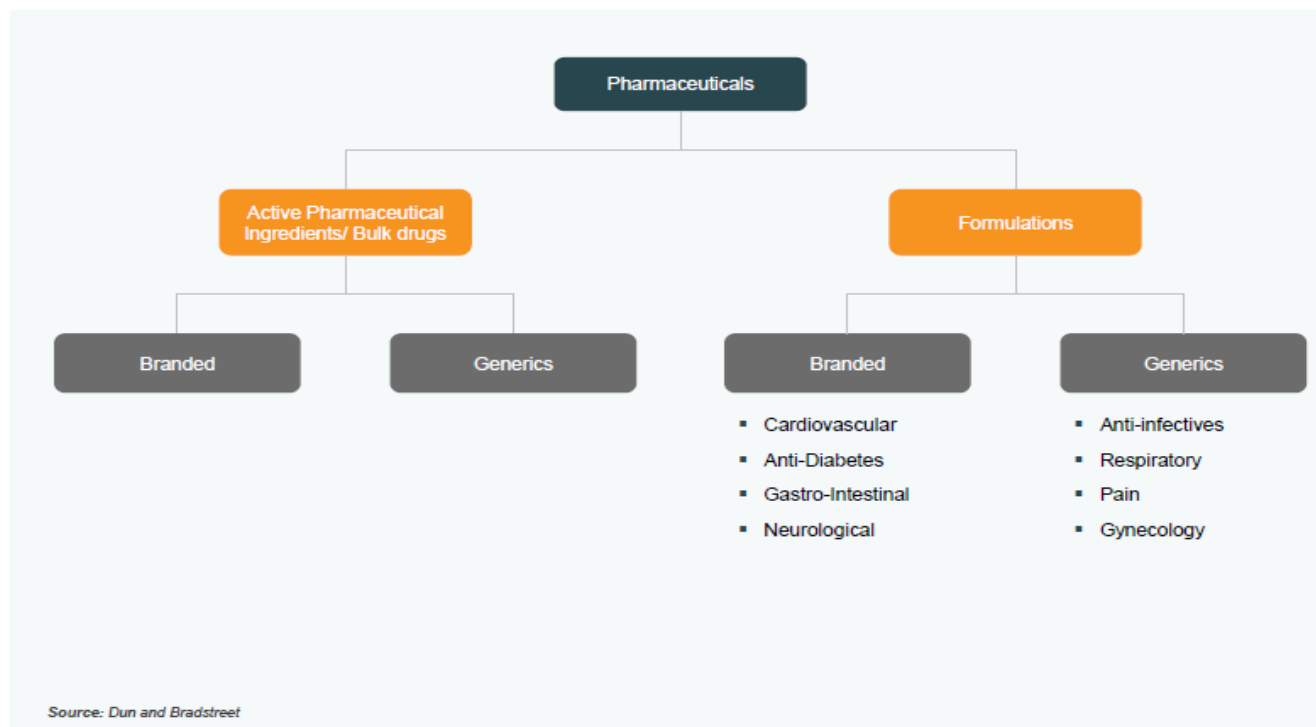 Pharmaceuticals
Active Pharmaceutical
Ingredients/ Bulk drugs
Formulations
Branded
Generics
Branded
Generics
▪ Cardiovascular
▪ Anti-Diabetes
▪ Gastro-Intestinal
▪ Neurological
▪ Anti-infectives
▪ Respiratory
▪ Pain
▪ Gynecology
Source: Dun and Bradstreet